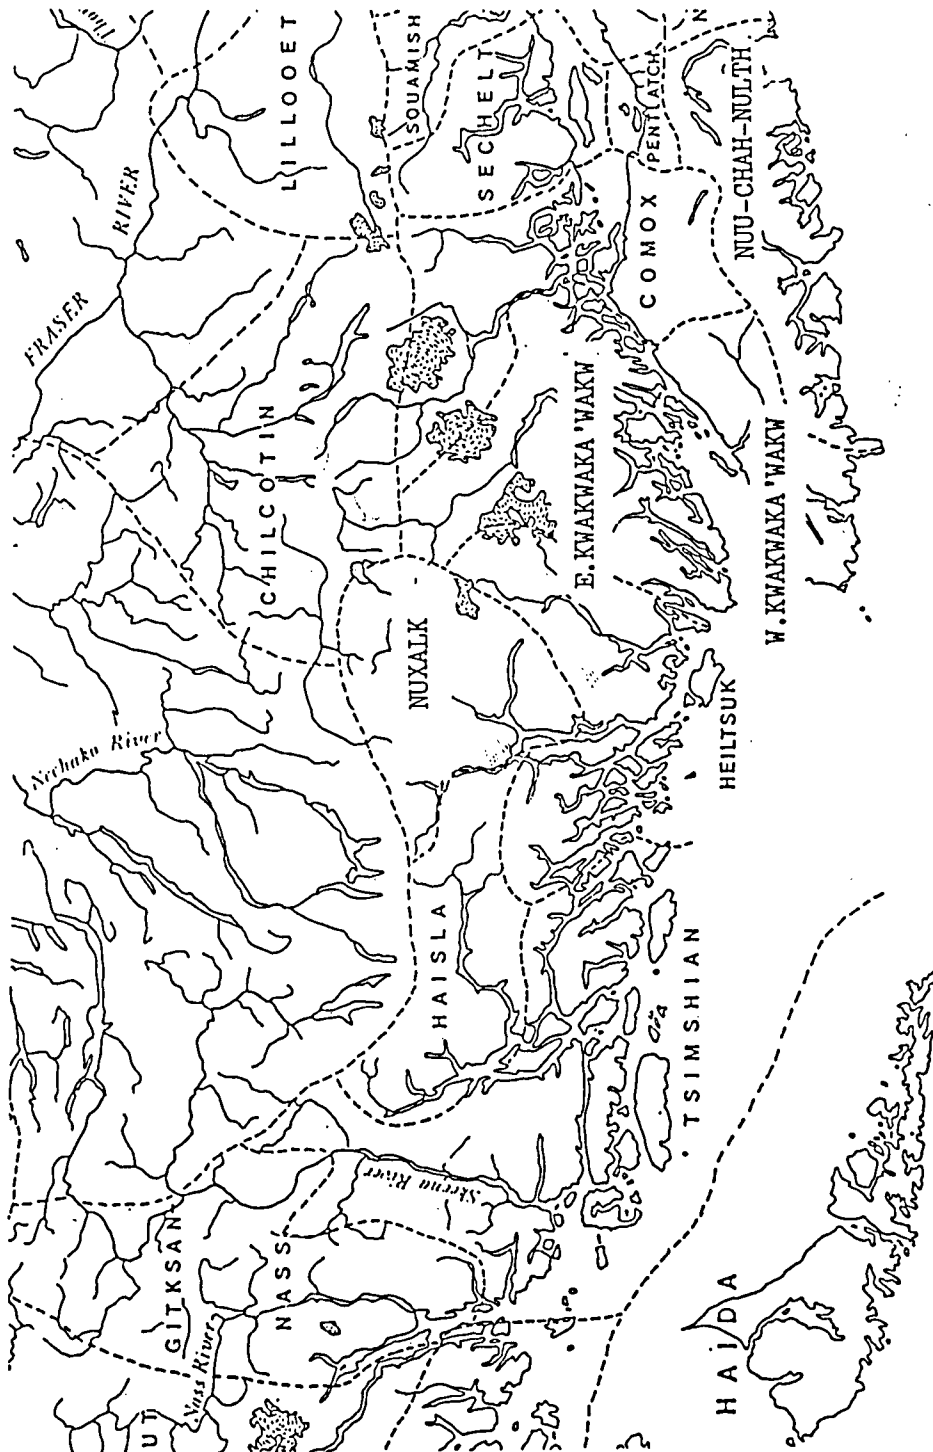 LILLOOET
SQUAMISH
SECHELT
PENTLATCH
N
NUU-CHAH-NULTH
COMOX
FRASER RIVER
CHILCOTIN
E.KWAKWAKA'WAKW
W.KWAKWAKA'WAKW
NUXALK
HEILTSUK
Nechako River
HAISLA
TSIMSHIAN
Skeena River
GITKSAN
NASS
Nass River
UT
HAIDA